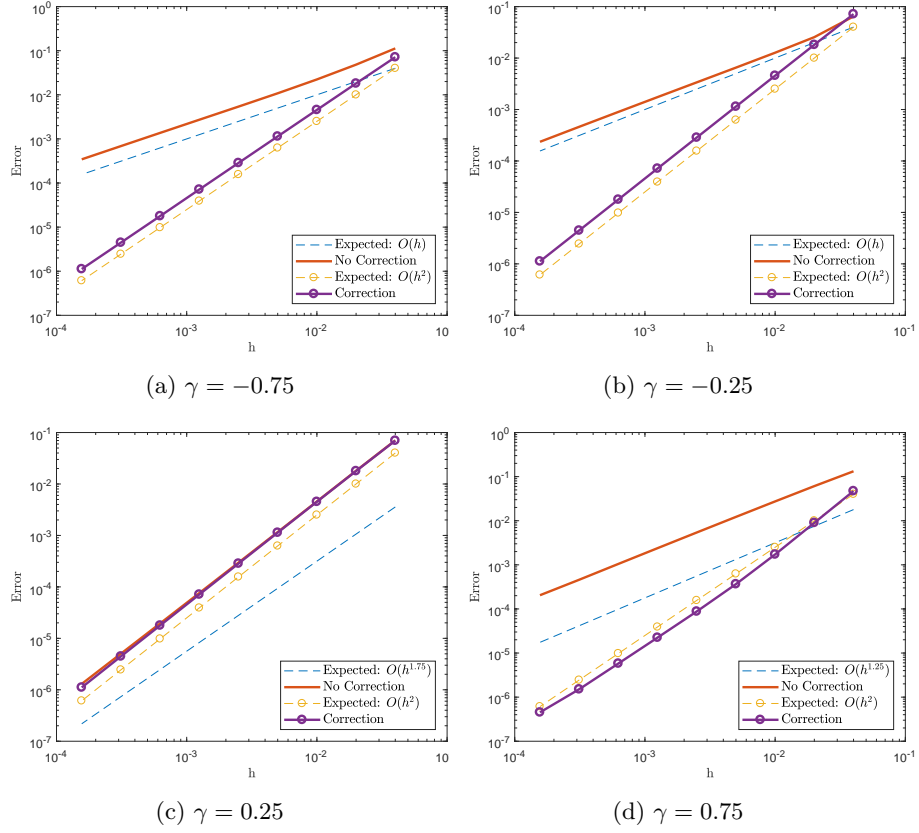 10^0
10^-1
10^-2
10^-3
10^-4
10^-5
10^-6
10^-7
Error
Expected: O(h)
No Correction
Expected: O(h^2)
Correction
10^-4
10^-3
10^-2
10
h
(a) γ = −0.75
10^-1
10^-2
10^-3
10^-4
10^-5
10^-6
10^-7
Error
Expected: O(h)
No Correction
Expected: O(h^2)
Correction
10^-4
10^-3
10^-2
10^-1
h
(b) γ = −0.25
10^-1
10^-2
10^-3
10^-4
10^-5
10^-6
10^-7
Error
Expected: O(h^1.75)
No Correction
Expected: O(h^2)
Correction
10^-4
10^-3
10^-2
10
h
(c) γ = 0.25
10^0
10^-1
10^-2
10^-3
10^-4
10^-5
10^-6
10^-7
Error
Expected: O(h^1.25)
No Correction
Expected: O(h^2)
Correction
10^-4
10^-3
10^-2
10^-1
h
(d) γ = 0.75